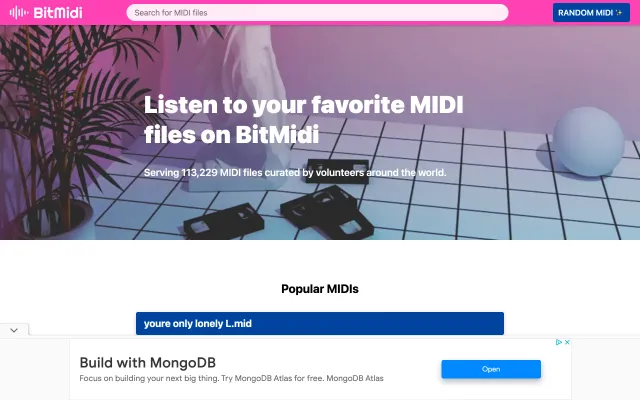 BitMidi
Search for MIDI files
RANDOM MIDI ✨
Listen to your favorite MIDI
files on BitMidi
Serving 113,229 MIDI files curated by volunteers around the world.
Popular MIDIs
youre only lonely L.mid
Build with MongoDB
Focus on building your next big thing. Try MongoDB Atlas for free. MongoDB Atlas
Open